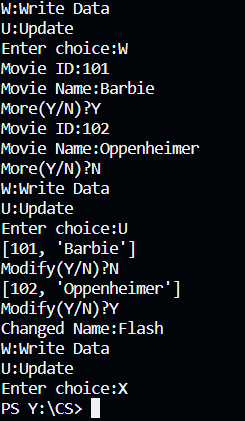 W:Write Data
U:Update
Enter choice:W
Movie ID:101
Movie Name:Barbie
More(Y/N)?Y
Movie ID:102
Movie Name:Oppenheimer
More(Y/N)?N
W:Write Data
U:Update
Enter choice:U
[101, 'Barbie']
Modify(Y/N)?N
[102, 'Oppenheimer']
Modify(Y/N)?Y
Changed Name:Flash
W:Write Data
U:Update
Enter choice:X
PS Y:\CS>